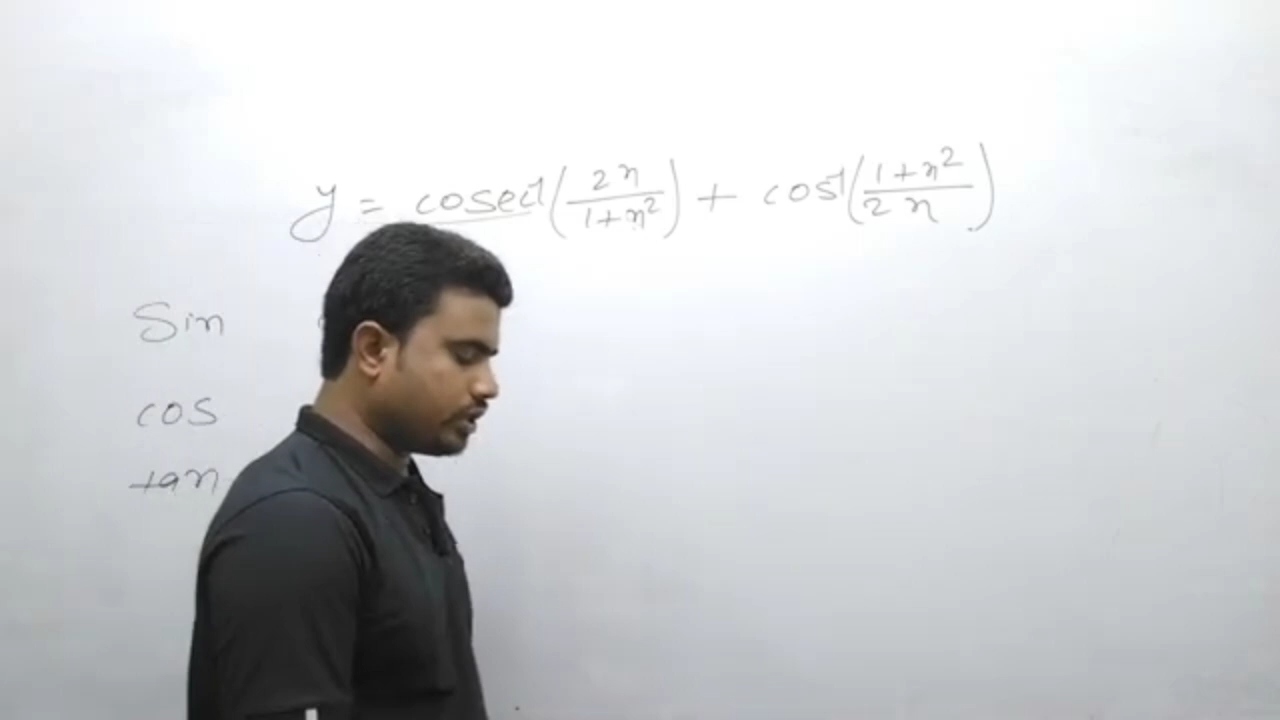 y = cosec⁻¹(2x/(1+x²)) + cos⁻¹((1+x²)/(2x))
Sin
cos
tan